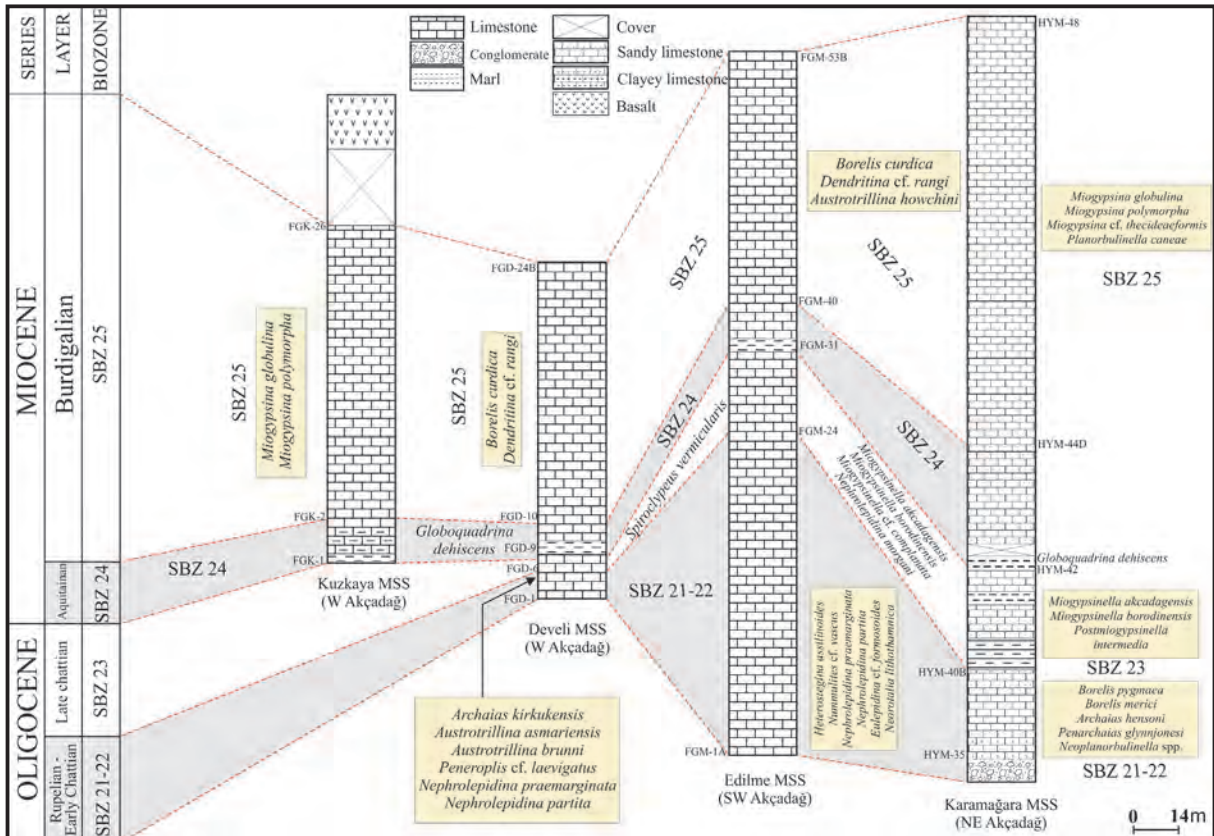 SERIES
LAYER
BIOZONE
Limestone
Conglomerate
Marl
Cover
Sandy limestone
Clayey limestone
Basalt
MIOCENE
Burdigalian
SBZ 25
Aquitanian
SBZ 24
OLIGOCENE
Late chattian
SBZ 23
Rupelian -
Early Chattian
SBZ 21-22
SBZ 25
Miogypsina globulina
Miogypsina polymorpha
SBZ 24
FGK-26
FGK-2
FGK-1
Kuzkaya MSS
(W Akçadağ)
SBZ 25
Borelis curdica
Dendritina cf. rangi
Globoquadrina
dehiscens
FGD-24B
FGD-10
FGD-9
FGD-6
FGD-1
Develi MSS
(W Akçadağ)
Archaias kirkukensis
Austrotrillina asmariensis
Austrotrillina brunni
Peneroplis cf. laevigatus
Nephrolepidina praemarginata
Nephrolepidina partita
SBZ 25
SBZ 24
Spiroclypeus vermicularis
SBZ 21-22
FGM-53B
FGM-40
FGM-31
FGM-24
FGM-1A
Edilme MSS
(SW Akçadağ)
Borelis curdica
Dendritina cf. rangi
Austrotrillina howchini
SBZ 25
SBZ 24
Miogypsinella akcadagensis
Miogypsinella borodinensis
Miogypsinella cf. complanata
Nephrolepidina morgani
Heterostegina assilinoides
Nummulites cf. vascus
Nephrolepidina praemarginata
Nephrolepidina partita
Eulepidina cf. formosoides
Neorotalia lithothamnica
HYM-48
HYM-44D
Globoquadrina dehiscens
HYM-42
HYM-40B
HYM-35
Karamağara MSS
(NE Akçadağ)
Miogypsina globulina
Miogypsina polymorpha
Miogypsina cf. thecideaeformis
Planorbulinella caneae
SBZ 25
Miogypsinella akcadagensis
Miogypsinella borodinensis
Postmiogypsinella
intermedia
SBZ 23
Borelis pygmaea
Borelis merici
Archaias hensoni
Penarchaias glynnjonesi
Neoplanorbulinella spp.
SBZ 21-22
0 14m